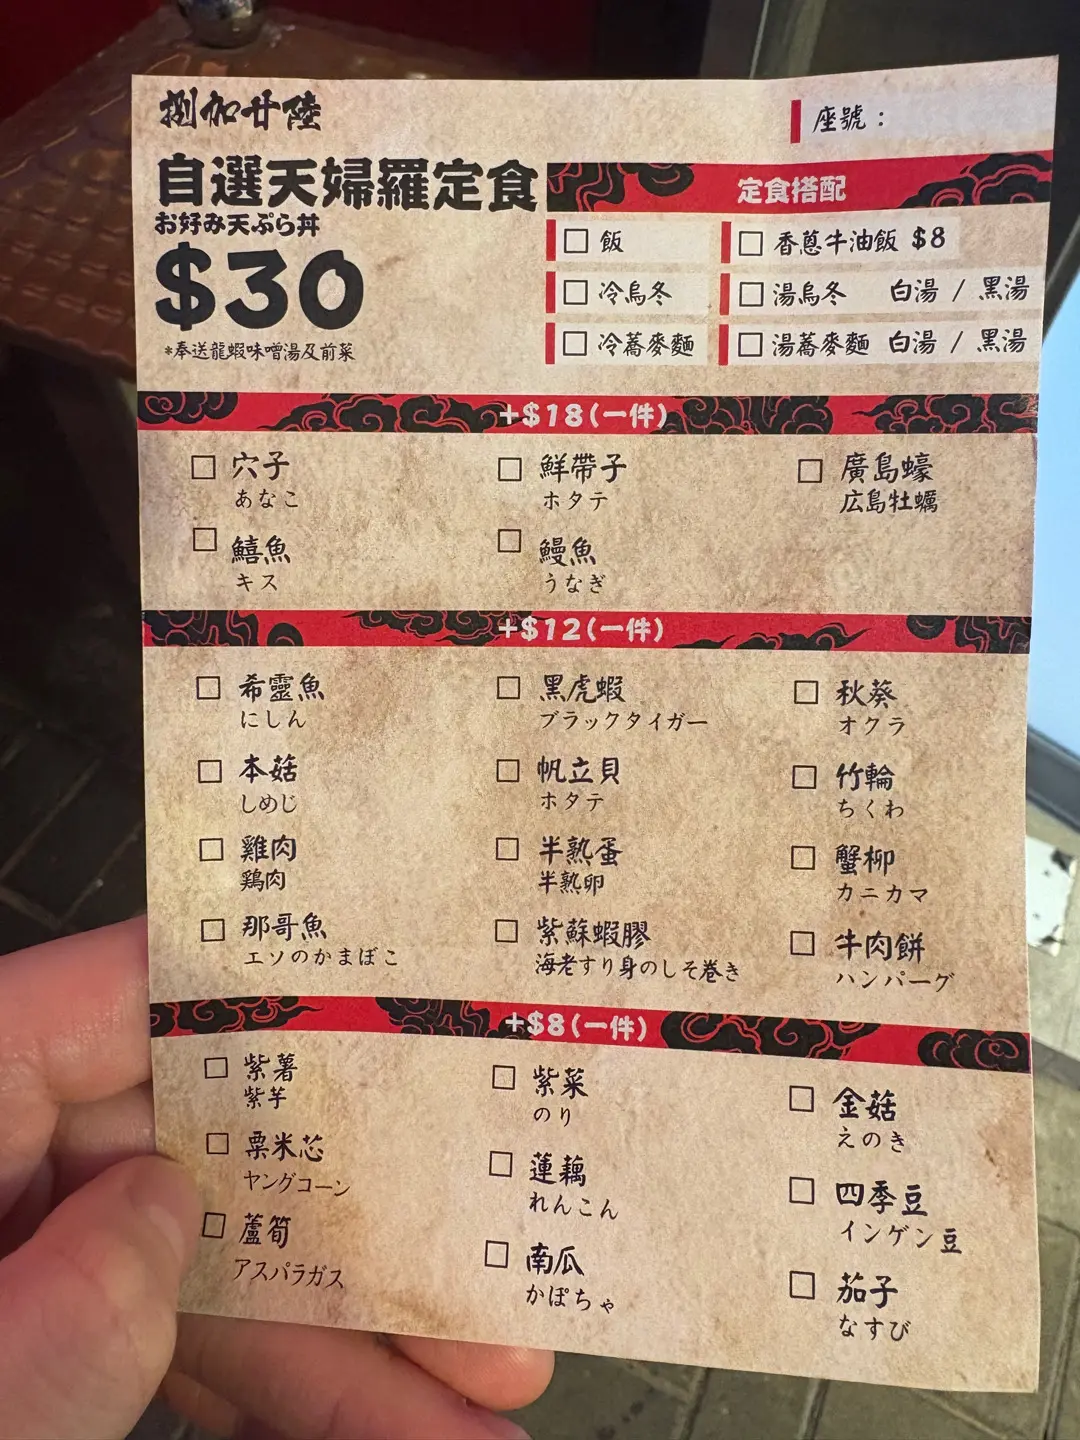 捌加廿陸
座號：
自選天婦羅定食
お好み天ぷら丼
$30
*奉送龍蝦味噌湯及前菜
定食搭配
□ 飯
□ 香蔥牛油飯 $8
□ 冷烏冬
□ 湯烏冬 白湯 / 黑湯
□ 冷蕎麥麵
□ 湯蕎麥麵 白湯 / 黑湯
+$18(一件)
□ 穴子
あなこ
□ 鮮帶子
ホタテ
□ 廣島蠔
広島牡蠣
□ 鱚魚
キス
□ 鰻魚
うなぎ
+$12(一件)
□ 希靈魚
にしん
□ 黑虎蝦
ブラックタイガー
□ 秋葵
オクラ
□ 本菇
しめじ
□ 帆立貝
ホタテ
□ 竹輪
ちくわ
□ 雞肉
鶏肉
□ 半熟蛋
半熟卵
□ 蟹柳
カニカマ
□ 那哥魚
エソのかまぼこ
□ 紫蘇蝦膠
海老すり身のしそ巻き
□ 牛肉餅
ハンバーグ
+$8(一件)
□ 紫薯
紫芋
□ 紫菜
のり
□ 金菇
えのき
□ 粟米芯
ヤングコーン
□ 蓮藕
れんこん
□ 四季豆
インゲン豆
□ 蘆筍
アスパラガス
□ 南瓜
かぼちゃ
□ 茄子
なすび